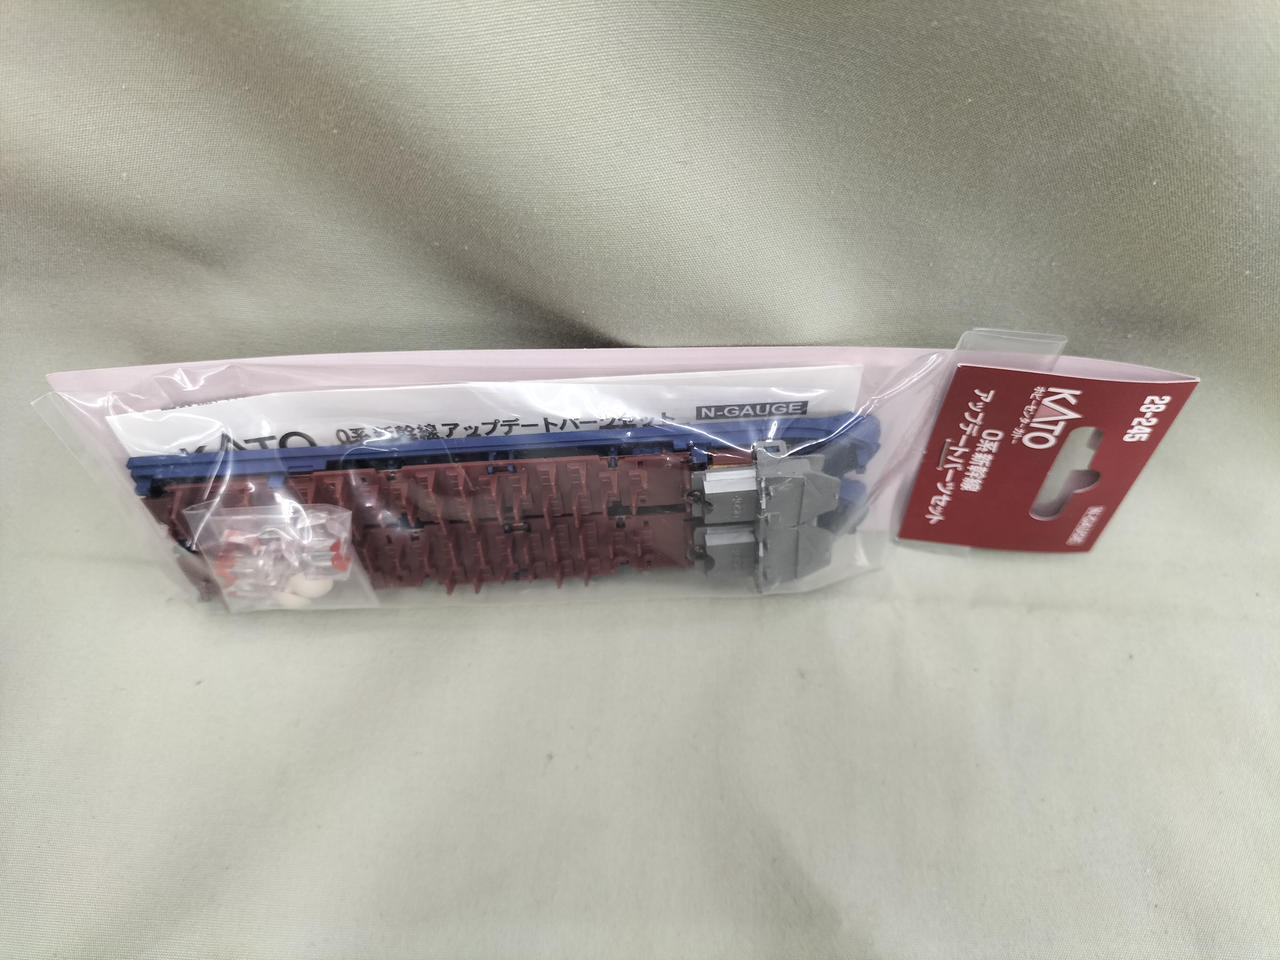 KATO
0系新幹線アップデートパーツセット
N-GAUGE
28-245
KATO
ホビーセンターカトー
0系新幹線
アップデートパーツセット
N-GAUGE